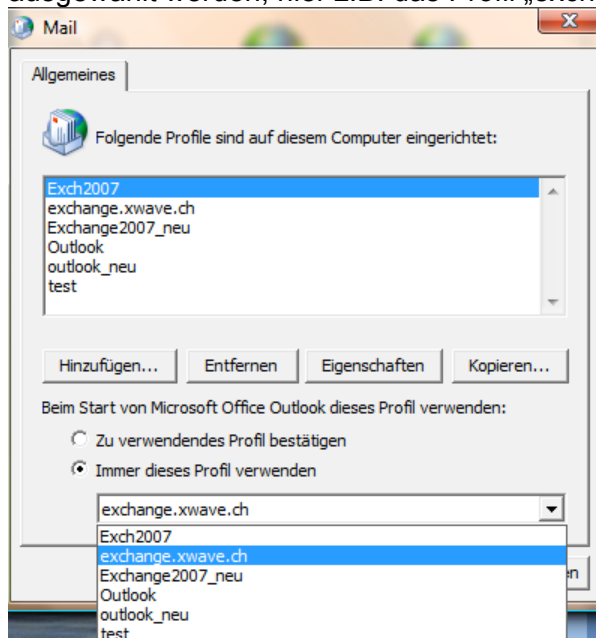 Mail
Allgemeines
Folgende Profile sind auf diesem Computer eingerichtet:
Exch2007
exchange.xwave.ch
Exchange2007_neu
Outlook
outlook_neu
test
Hinzufügen... Entfernen Eigenschaften Kopieren...
Beim Start von Microsoft Office Outlook dieses Profil verwenden:
Zu verwendendes Profil bestätigen
Immer dieses Profil verwenden
exchange.xwave.ch
Exch2007
exchange.xwave.ch
Exchange2007_neu
Outlook
outlook_neu
test